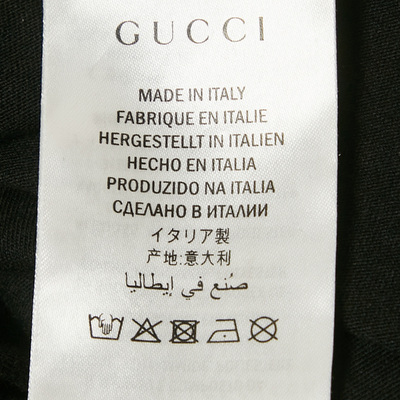 GUCCI
MADE IN ITALY
FABRIQUE EN ITALIE
HERGESTELLT IN ITALIEN
HECHO EN ITALIA
PRODUZIDO NA ITALIA
СДЕЛАНО В ИТАЛИИ
イタリア製
产地:意大利
صُنع في إيطاليا